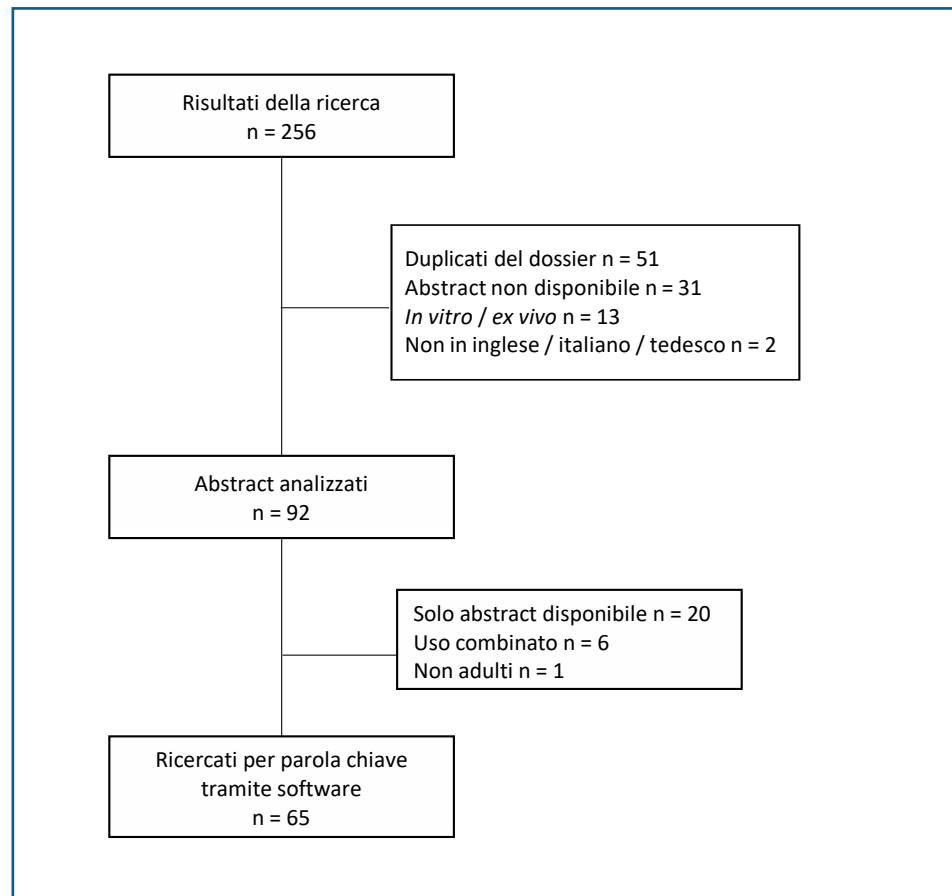 Risultati della ricerca
n = 256
Duplicati del dossier n = 51
Abstract non disponibile n = 31
In vitro / ex vivo n = 13
Non in inglese / italiano / tedesco n = 2
Abstract analizzati
n = 92
Solo abstract disponibile n = 20
Uso combinato n = 6
Non adulti n = 1
Ricercati per parola chiave
tramite software
n = 65